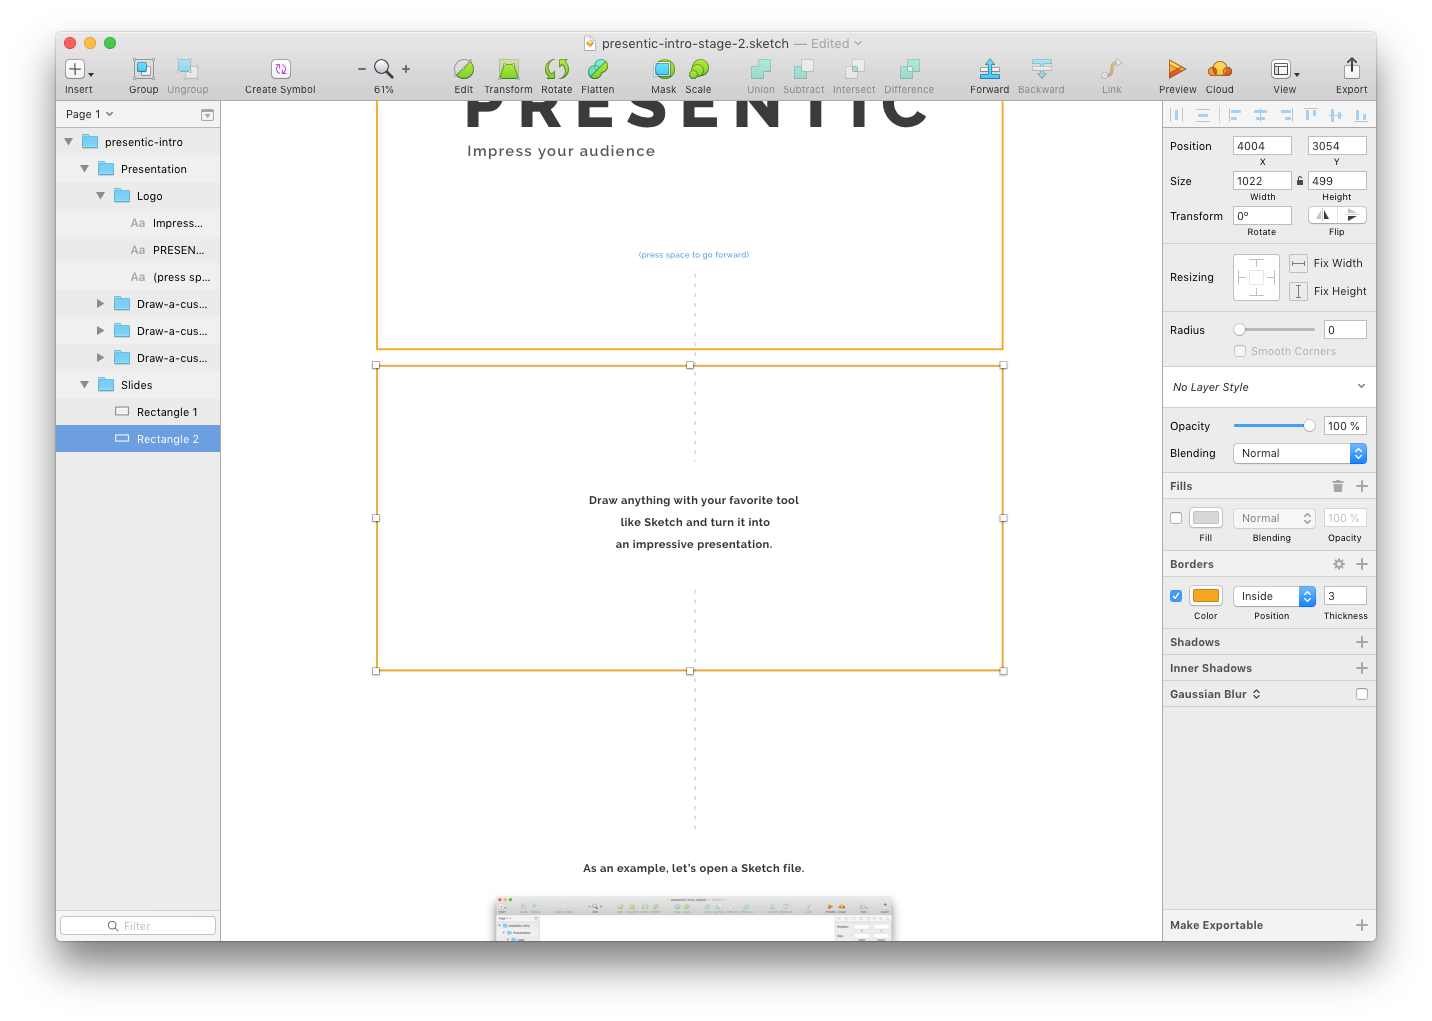 presentic-intro-stage-2.sketch — Edited
Insert
Group
Ungroup
Create Symbol
61%
Edit
Transform
Rotate
Flatten
Mask
Scale
Union
Subtract
Intersect
Difference
Forward
Backward
Link
Preview
Cloud
View
Export
Page 1
presentic-intro
Presentation
Logo
Aa Impress...
Aa PRESEN...
Aa (press sp...
Draw-a-cus...
Draw-a-cus...
Draw-a-cus...
Slides
Rectangle 1
Rectangle 2
Filter
PRESENTIC
Impress your audience
(press space to go forward)
Draw anything with your favorite tool
like Sketch and turn it into
an impressive presentation.
As an example, let's open a Sketch file.
Position 4004 3054
X Y
Size 1022 499
Width Height
Transform 0º
Rotate Flip
Resizing
Fix Width
Fix Height
Radius 0
Smooth Corners
No Layer Style
Opacity 100 %
Blending Normal
Fills
Normal 100 %
Fill Blending Opacity
Borders
Inside 3
Color Position Thickness
Shadows
Inner Shadows
Gaussian Blur
Make Exportable